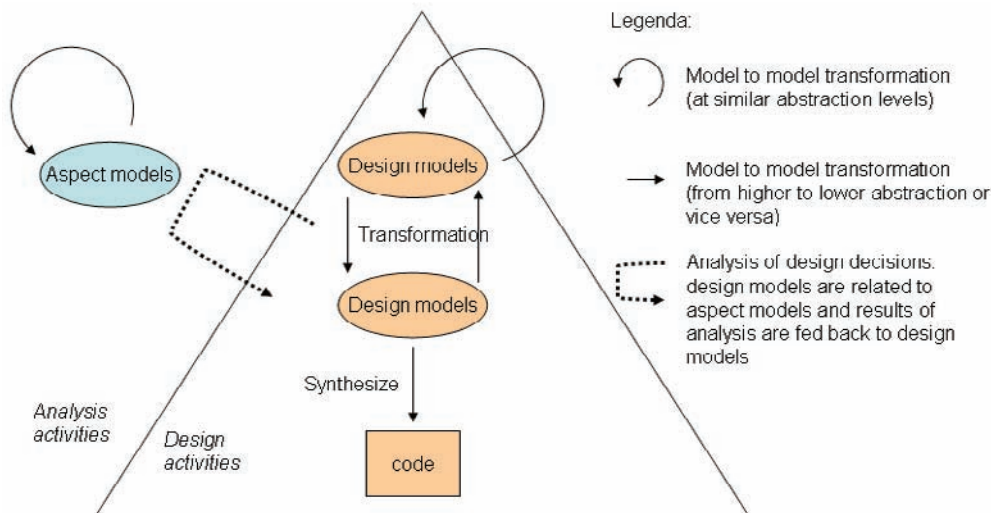 Legenda:
Model to model transformation
(at similar abstraction levels)
Aspect models
Design models
Model to model transformation
(from higher to lower abstraction or
vice versa)
Transformation
Design models
Analysis of design decisions:
design models are related to
aspect models and results of
analysis are fed back to design
models
Synthesize
Analysis
activities
Design
activities
code